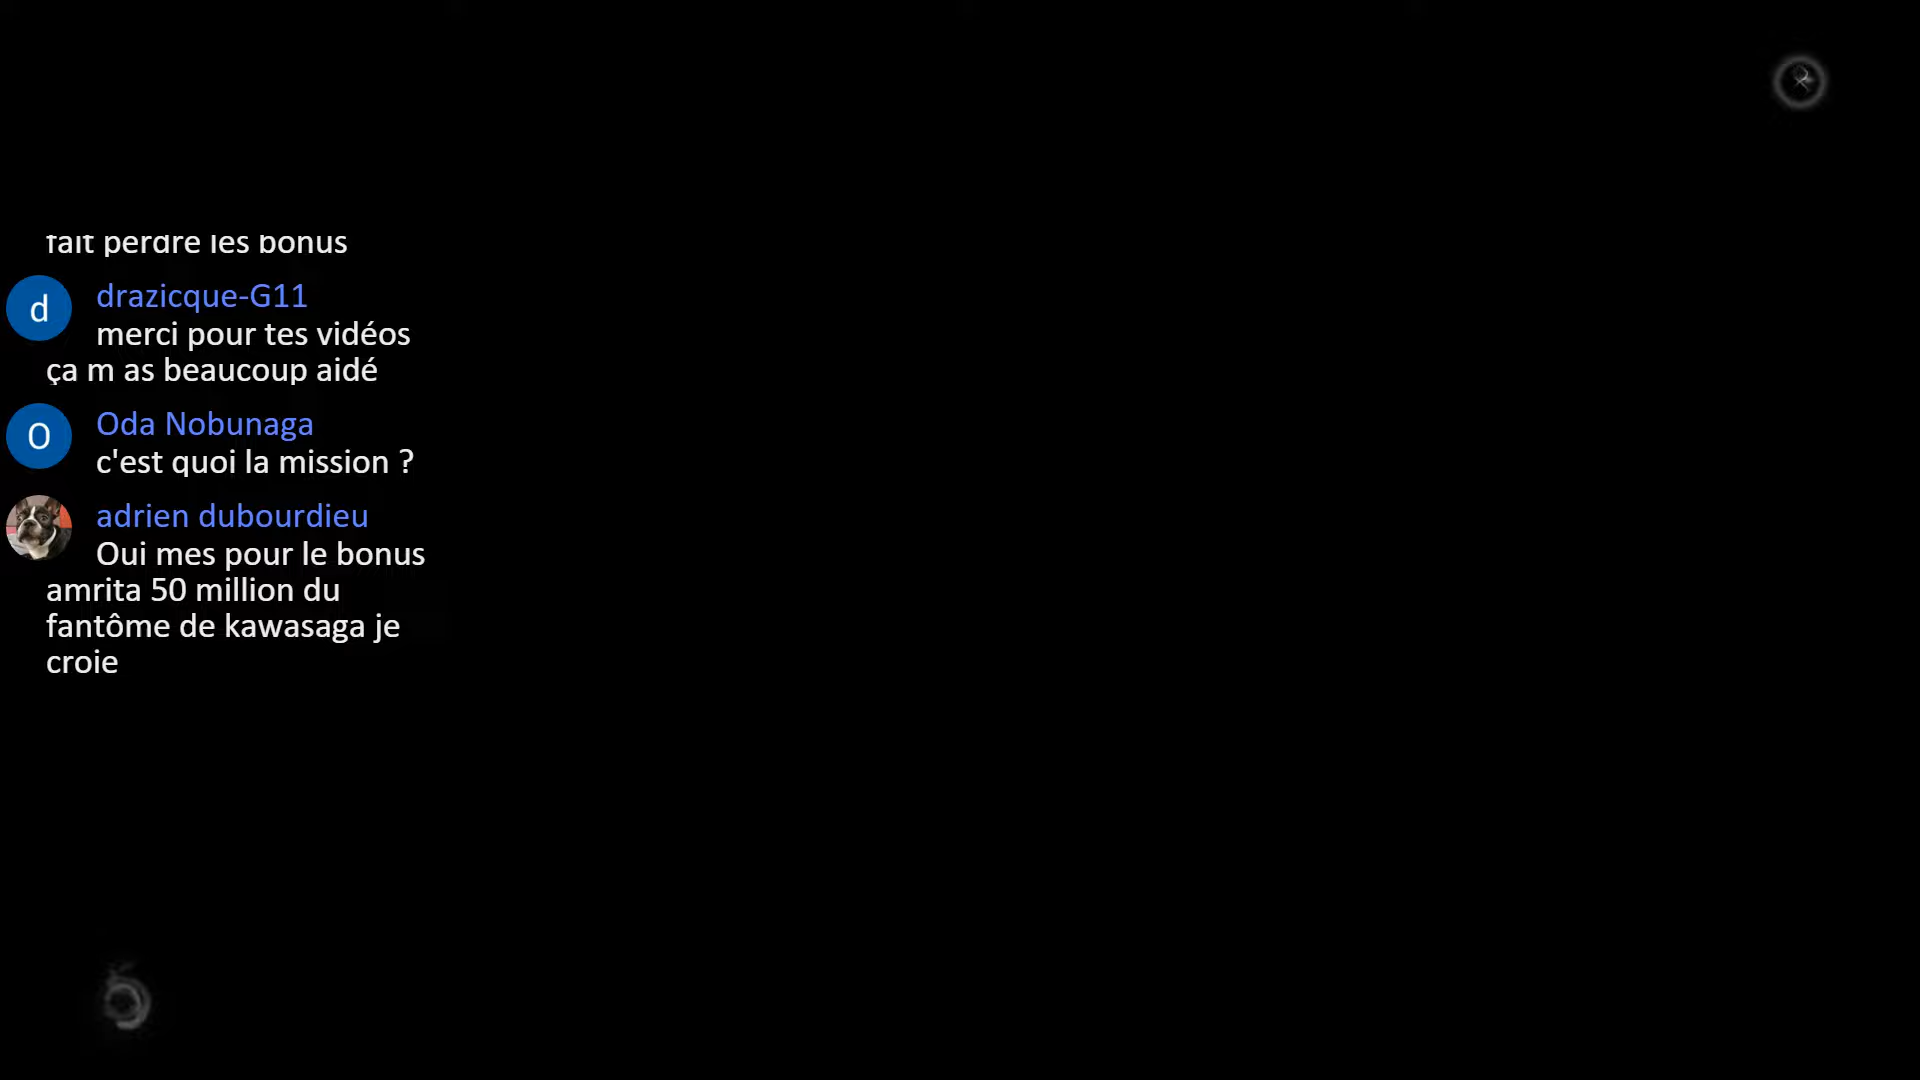 fait perdre les bonus
d
drazicque-G11
merci pour tes vidéos
ça m as beaucoup aidé
O
Oda Nobunaga
c'est quoi la mission ?
adrien dubourdieu
Oui mes pour le bonus
amrita 50 million du
fantôme de kawasaga je
croie